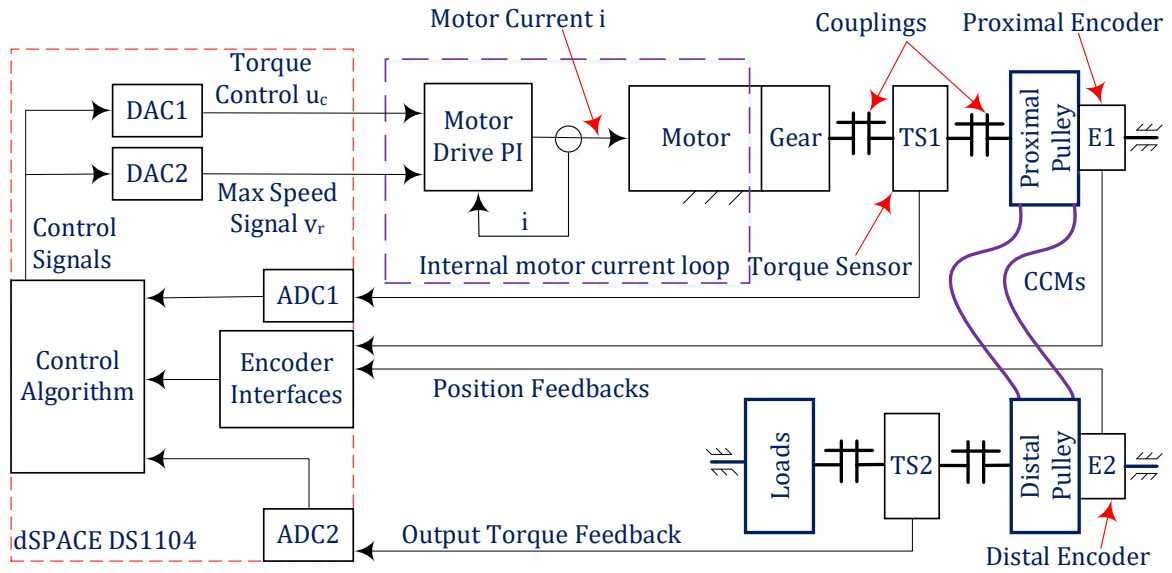 Motor Current i
Couplings
Proximal Encoder
Torque
Control u_c
DAC1
DAC2
Max Speed
Signal v_r
Motor
Drive PI
i
Motor
Gear
TS1
Proximal
Pulley
E1
Control
Signals
Internal motor current loop
Torque Sensor
CCMs
ADC1
Control
Algorithm
Encoder
Interfaces
Position Feedbacks
Loads
TS2
Distal
Pulley
E2
ADC2
dSPACE DS1104
Output Torque Feedback
Distal Encoder